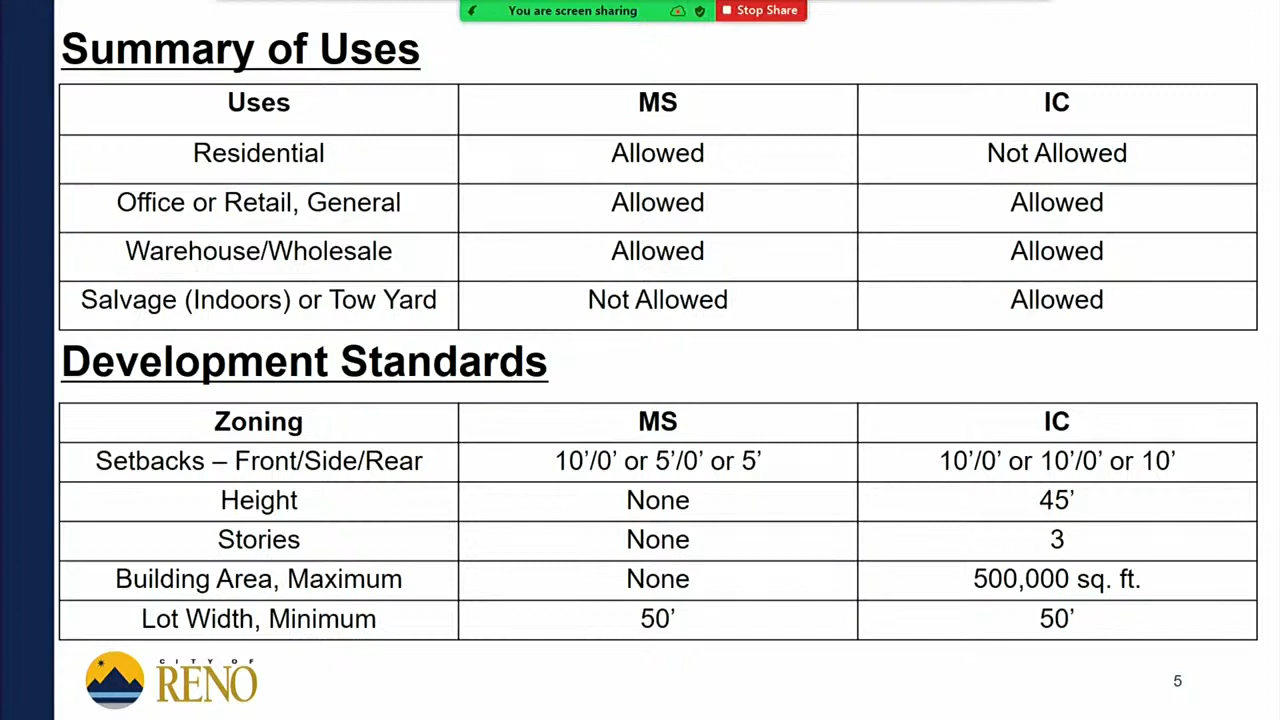 You are screen sharing Stop Share
Summary of Uses
Uses MS IC
Residential Allowed Not Allowed
Office or Retail, General Allowed Allowed
Warehouse/Wholesale Allowed Allowed
Salvage (Indoors) or Tow Yard Not Allowed Allowed
Development Standards
Zoning MS IC
Setbacks – Front/Side/Rear 10’/0’ or 5’/0’ or 5’ 10’/0’ or 10’/0’ or 10’
Height None 45’
Stories None 3
Building Area, Maximum None 500,000 sq. ft.
Lot Width, Minimum 50’ 50’
CITY OF
RENO
5